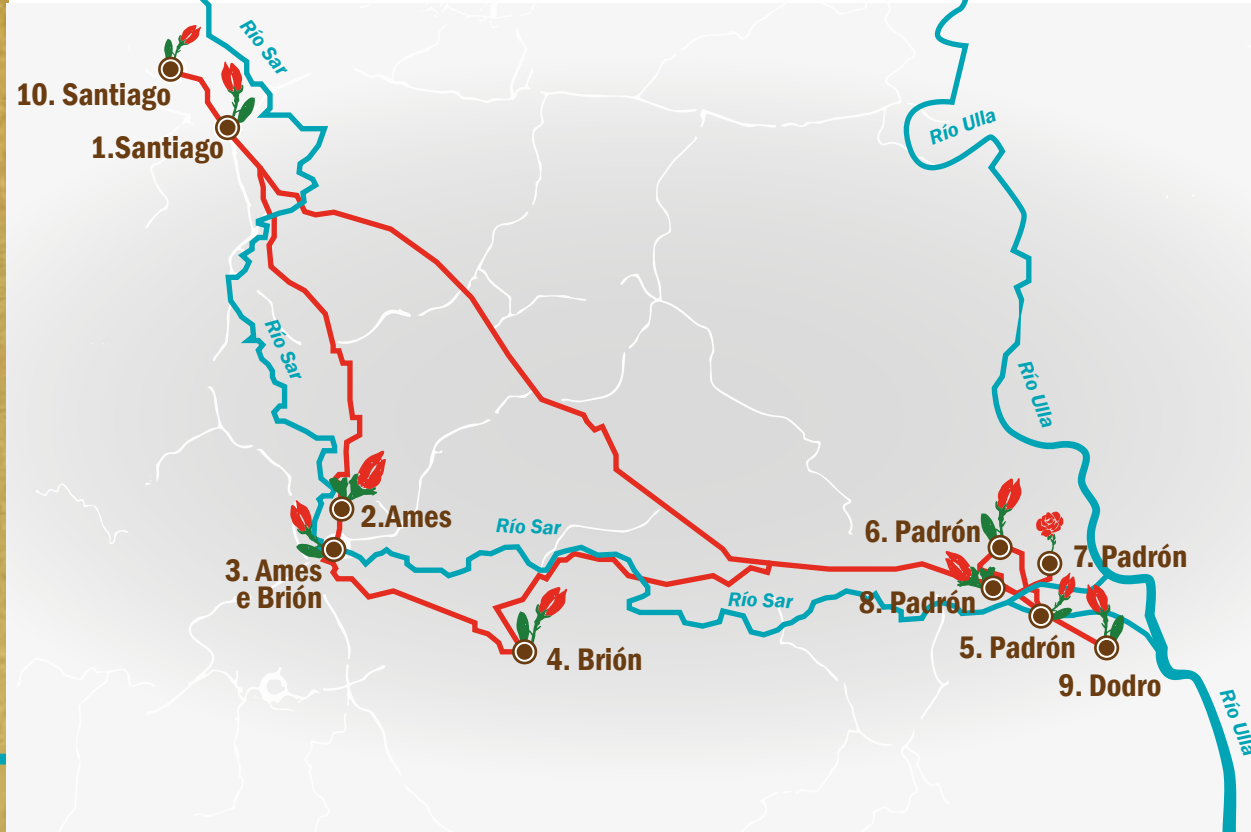 Río Sar
10. Santiago
1.Santiago
Río Ulla
Río Sar
Río Ulla
2.Ames
Río Sar
6. Padrón
7. Padrón
3. Ames
e Brión
8. Padrón
Río Sar
4. Brión
5. Padrón
9. Dodro
Río Ulla